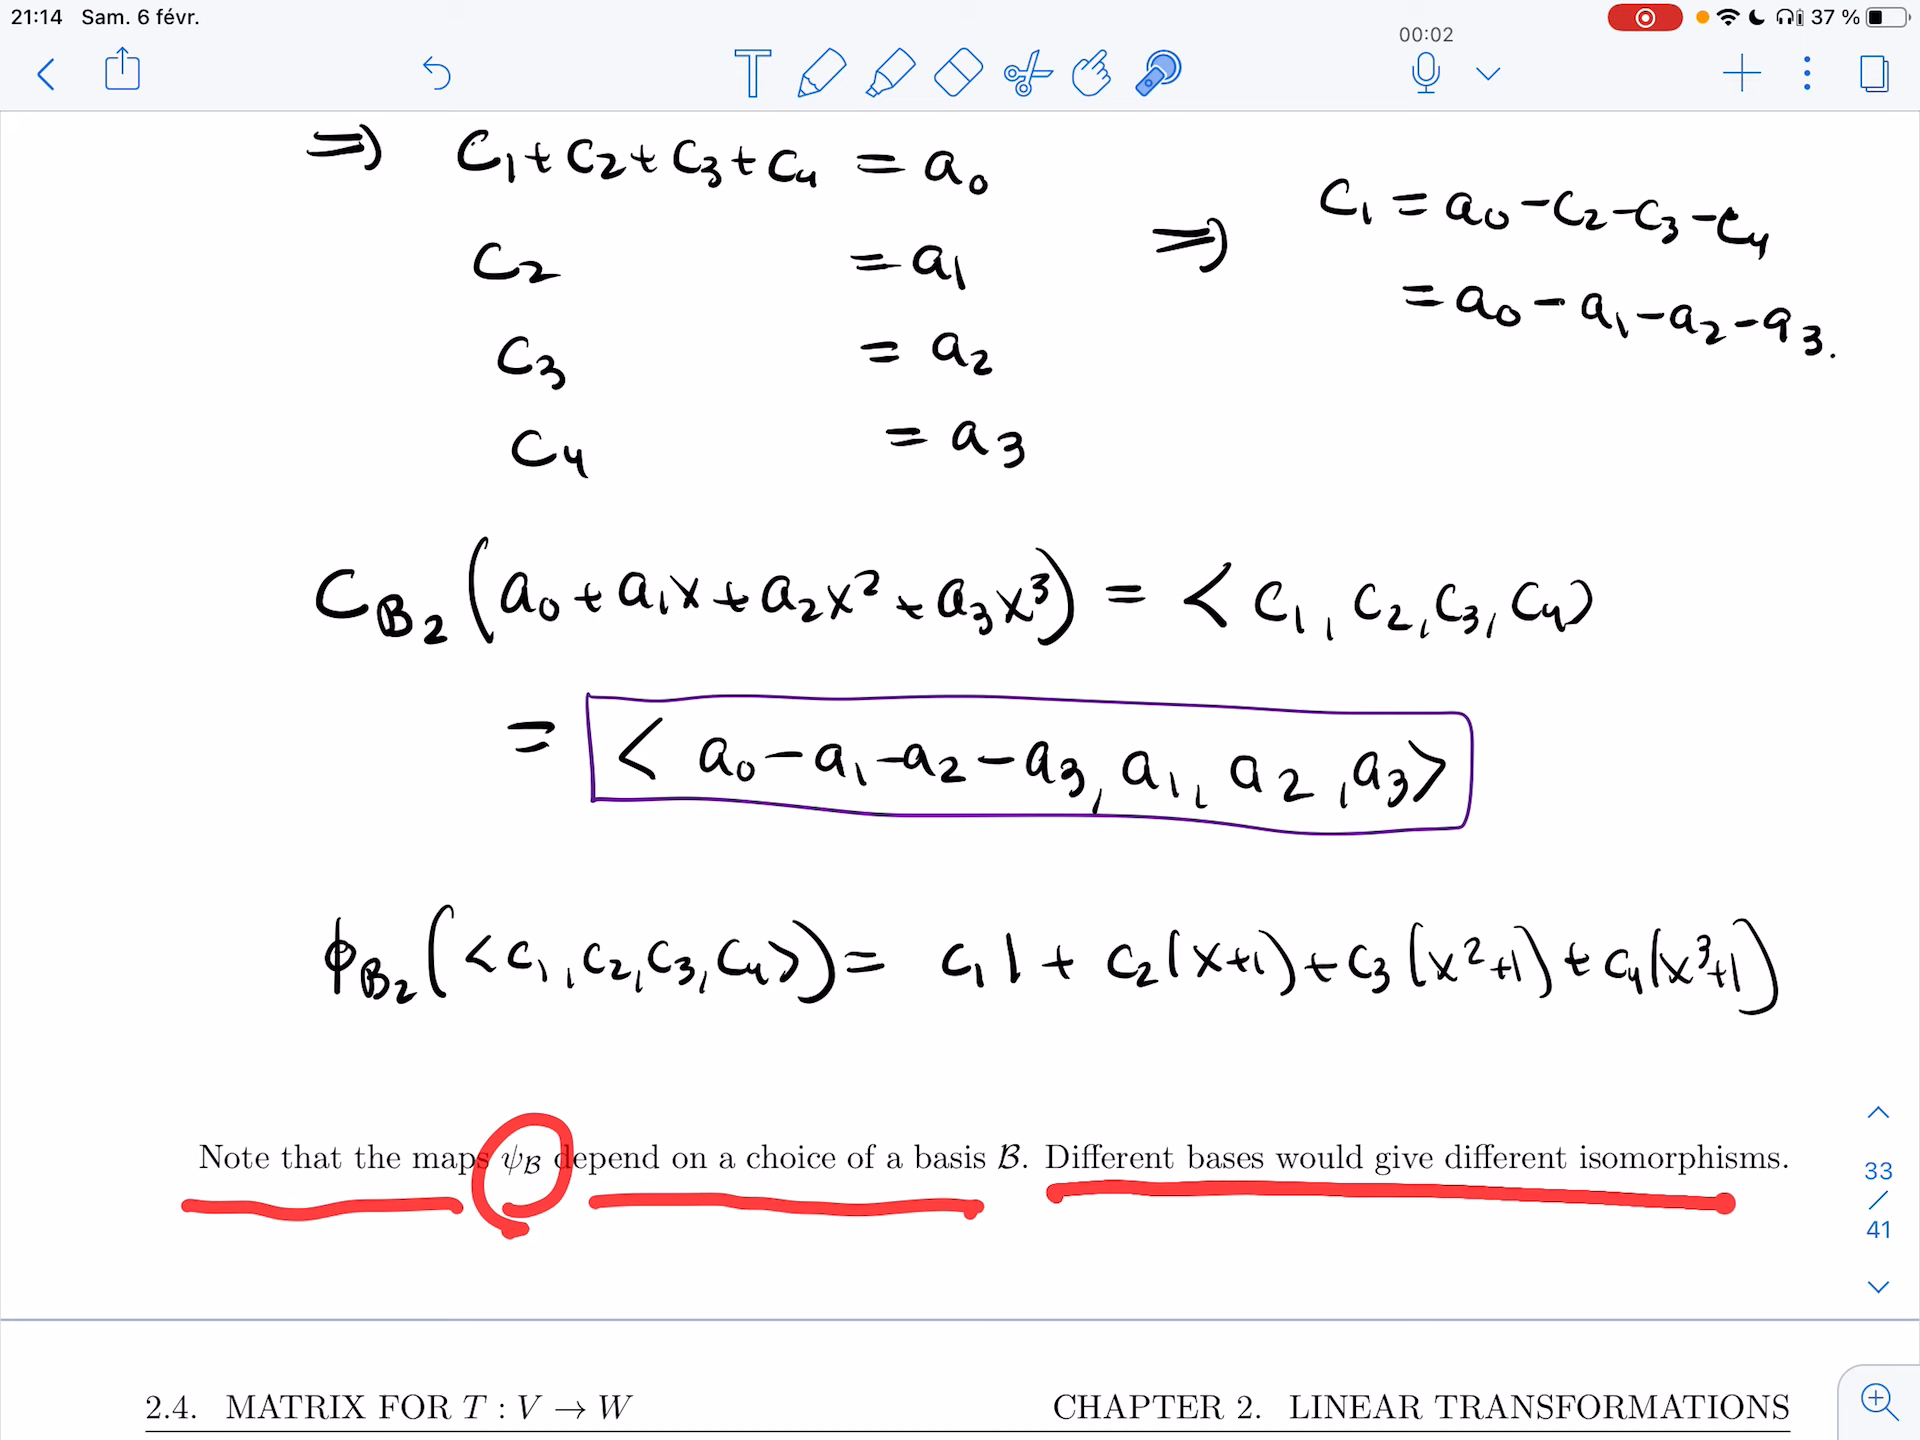 21:14 Sam. 6 févr.
37 %
00:02
T
=) C₁ + C₂ + C₃ + C₄ = a₀
C₂ = a₁
C₃ = a₂
C₄ = a₃
=) C₁ = a₀ - C₂ - C₃ - C₄
= a₀ - a₁ - a₂ - a₃.
C_B₂ (a₀ + a₁x + a₂x² + a₃x³) = < C₁, C₂, C₃, C₄>
= < a₀ - a₁ - a₂ - a₃, a₁, a₂, a₃>
ϕ_B₂ (<C₁, C₂, C₃, C₄>) = C₁ 1 + C₂(x+1) + C₃(x²+1) + C₄(x³+1)
Note that the maps ψ_ℬ depend on a choice of a basis ℬ. Different bases would give different isomorphisms.
33
/
41
2.4. MATRIX FOR T : V → W CHAPTER 2. LINEAR TRANSFORMATIONS